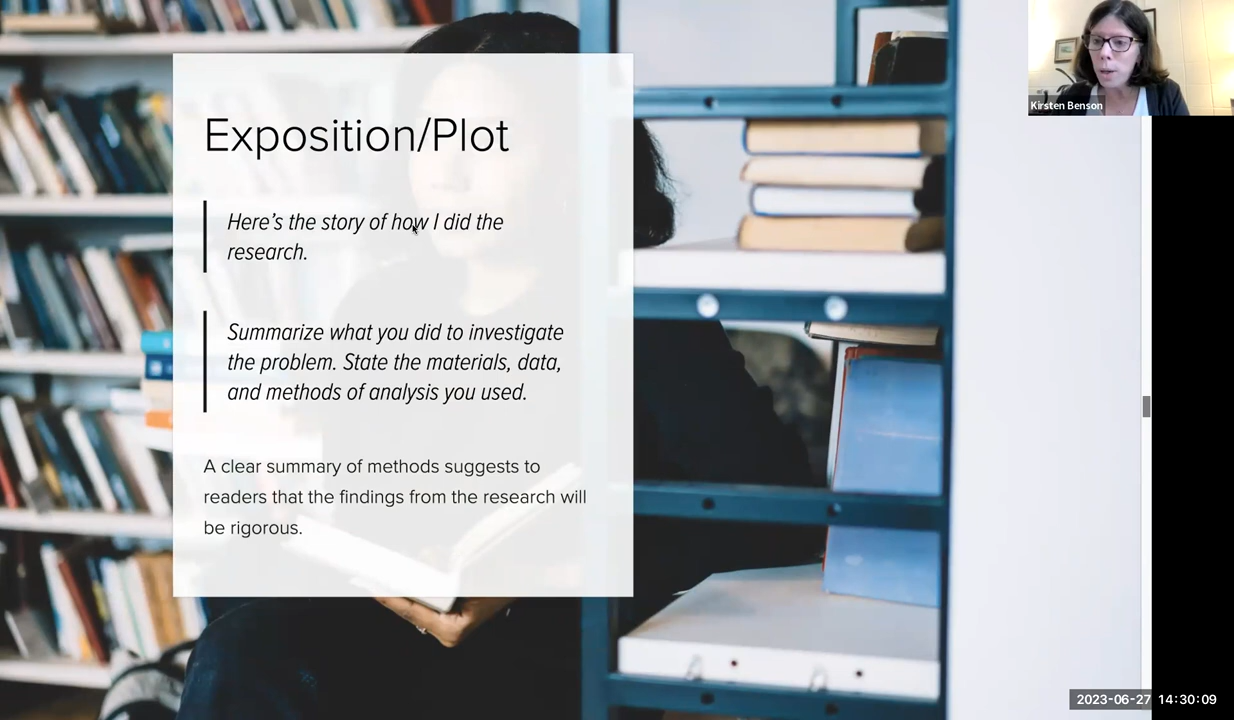 Exposition/Plot
Here's the story of how I did the
research.
Summarize what you did to investigate
the problem. State the materials, data,
and methods of analysis you used.
A clear summary of methods suggests to
readers that the findings from the research will
be rigorous.
Kirsten Benson
2023-06-27 14:30:09